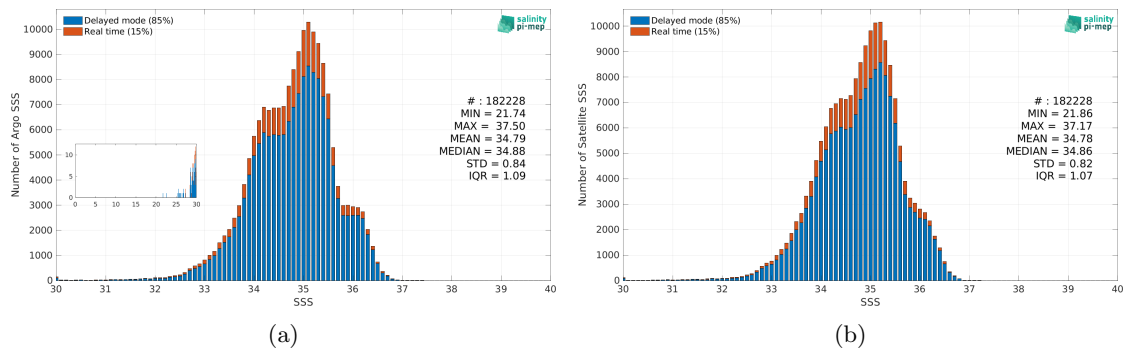 Delayed mode (85%)
Real time (15%)
salinity
pi-mep
Number of Argo SSS
10000
9000
8000
7000
6000
5000
4000
3000
2000
1000
0
# : 182228
MIN = 21.74
MAX = 37.50
MEAN = 34.79
MEDIAN = 34.88
STD = 0.84
IQR = 1.09
10
5
0
0 5 10 15 20 25 30
30 31 32 33 34 35 36 37 38 39 40
SSS
(a)
Delayed mode (85%)
Real time (15%)
salinity
pi-mep
Number of Satellite SSS
10000
9000
8000
7000
6000
5000
4000
3000
2000
1000
0
# : 182228
MIN = 21.86
MAX = 37.17
MEAN = 34.78
MEDIAN = 34.86
STD = 0.82
IQR = 1.07
30 31 32 33 34 35 36 37 38 39 40
SSS
(b)